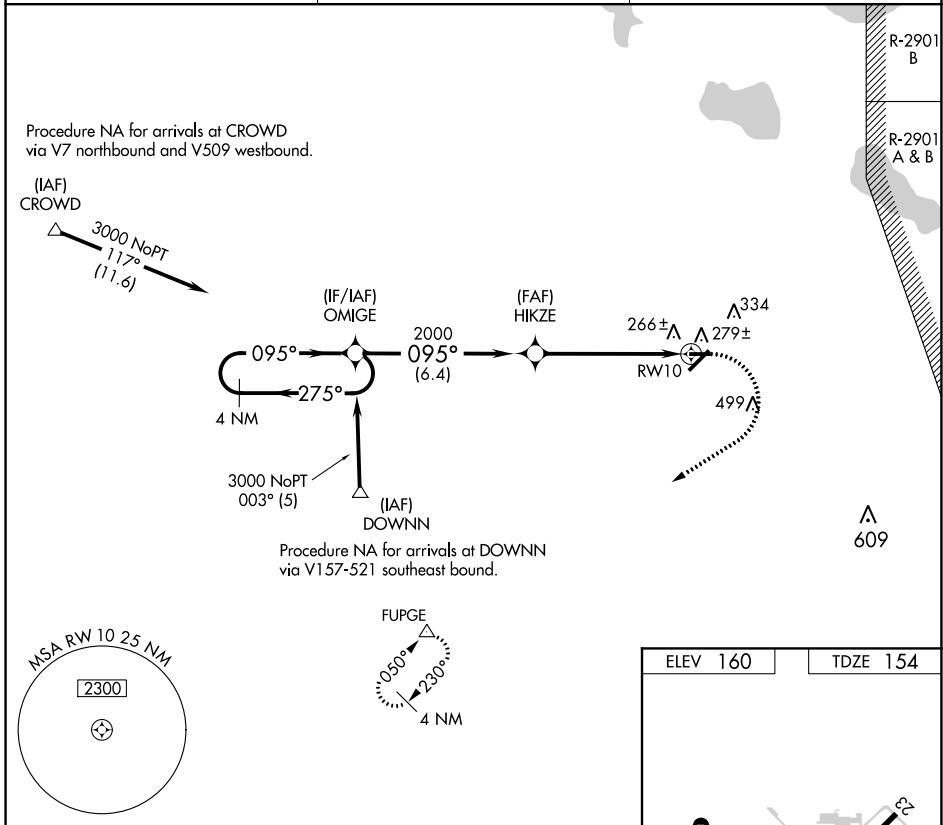 R-2901
B
R-2901
A & B
Procedure NA for arrivals at CROWD
via V7 northbound and V509 westbound.
(IAF)
CROWD
3000 NoPT
117°
(11.6)
(IF/IAF)
OMIGE
(FAF)
HIKZE
2000
095°
(6.4)
095°
275°
4 NM
334
266±
279±
RW10
499
3000 NoPT
003° (5)
(IAF)
DOWNN
609
Procedure NA for arrivals at DOWNN
via V157-521 southeast bound.
FUPGE
050°
230°
4 NM
MSA RW 10 25 NM
2300
ELEV 160
TDZE 154
23